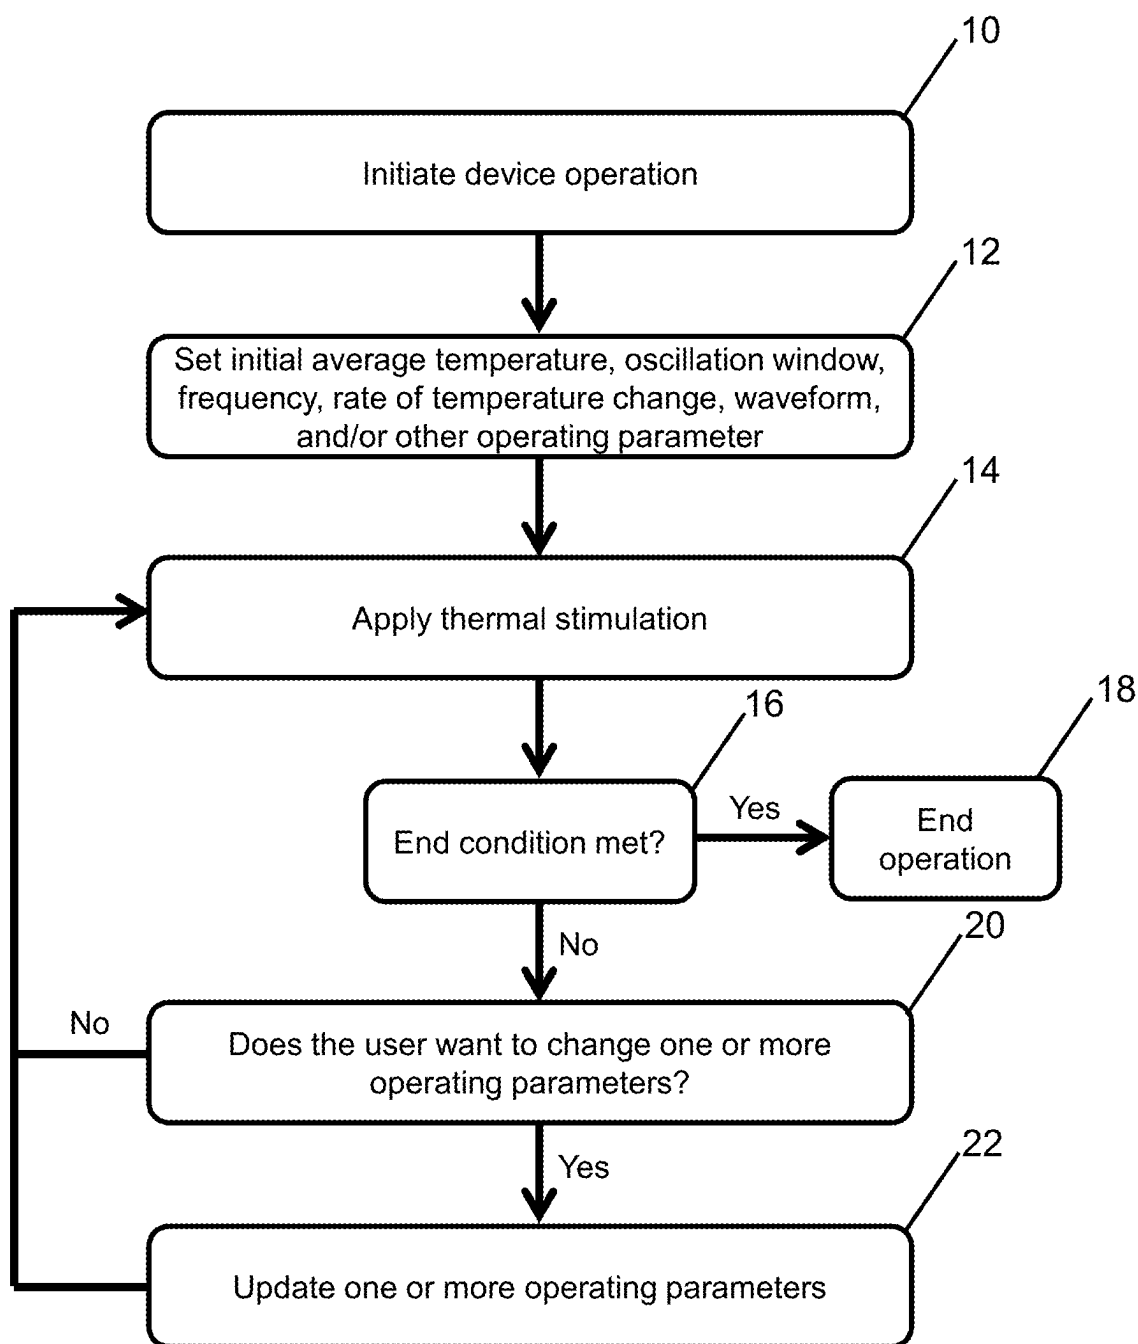 10
Initiate device operation
12
Set initial average temperature, oscillation window,
frequency, rate of temperature change, waveform,
and/or other operating parameter
14
Apply thermal stimulation
16
18
End condition met?
Yes
End
operation
No
20
No
Does the user want to change one or more
operating parameters?
Yes
22
Update one or more operating parameters